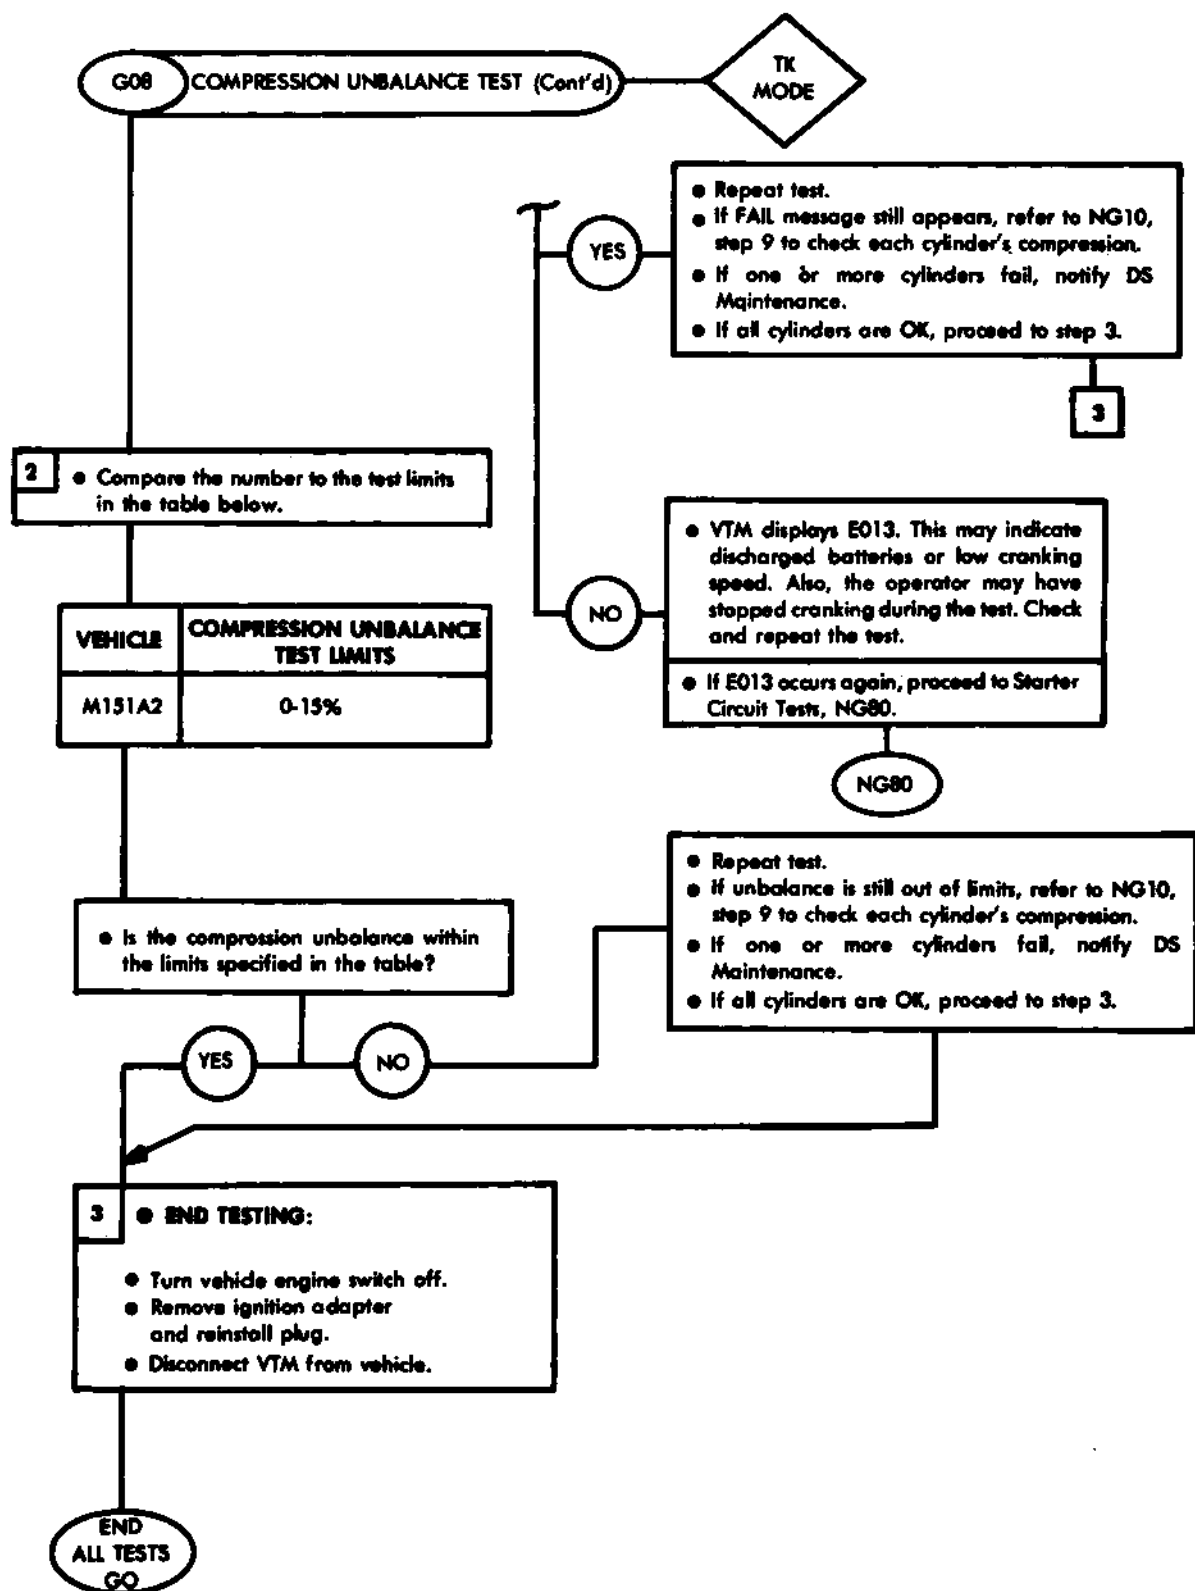 G08 COMPRESSION UNBALANCE TEST (Cont'd)
TK
MODE
● Repeat test.
● If FAIL message still appears, refer to NG10,
step 9 to check each cylinder's compression.
● If one or more cylinders fail, notify DS
Maintenance.
● If all cylinders are OK, proceed to step 3.
YES
3
2 ● Compare the number to the test limits
in the table below.
● VTM displays E013. This may indicate
discharged batteries or low cranking
speed. Also, the operator may have
stopped cranking during the test. Check
and repeat the test.
NO
● If E013 occurs again, proceed to Starter
Circuit Tests, NG80.
NG80
VEHICLE
COMPRESSION UNBALANCE
TEST LIMITS
M151A2
0-15%
● Repeat test.
● If unbalance is still out of limits, refer to NG10,
step 9 to check each cylinder's compression.
● If one or more cylinders fail, notify DS
Maintenance.
● If all cylinders are OK, proceed to step 3.
● Is the comprossion unbalance within
the limits specified in the table?
YES
NO
3 ● END TESTING:
● Turn vehicle engine switch off.
● Remove ignition adapter
and reinstall plug.
● Disconnect VTM from vehicle.
END
ALL TESTS
GO